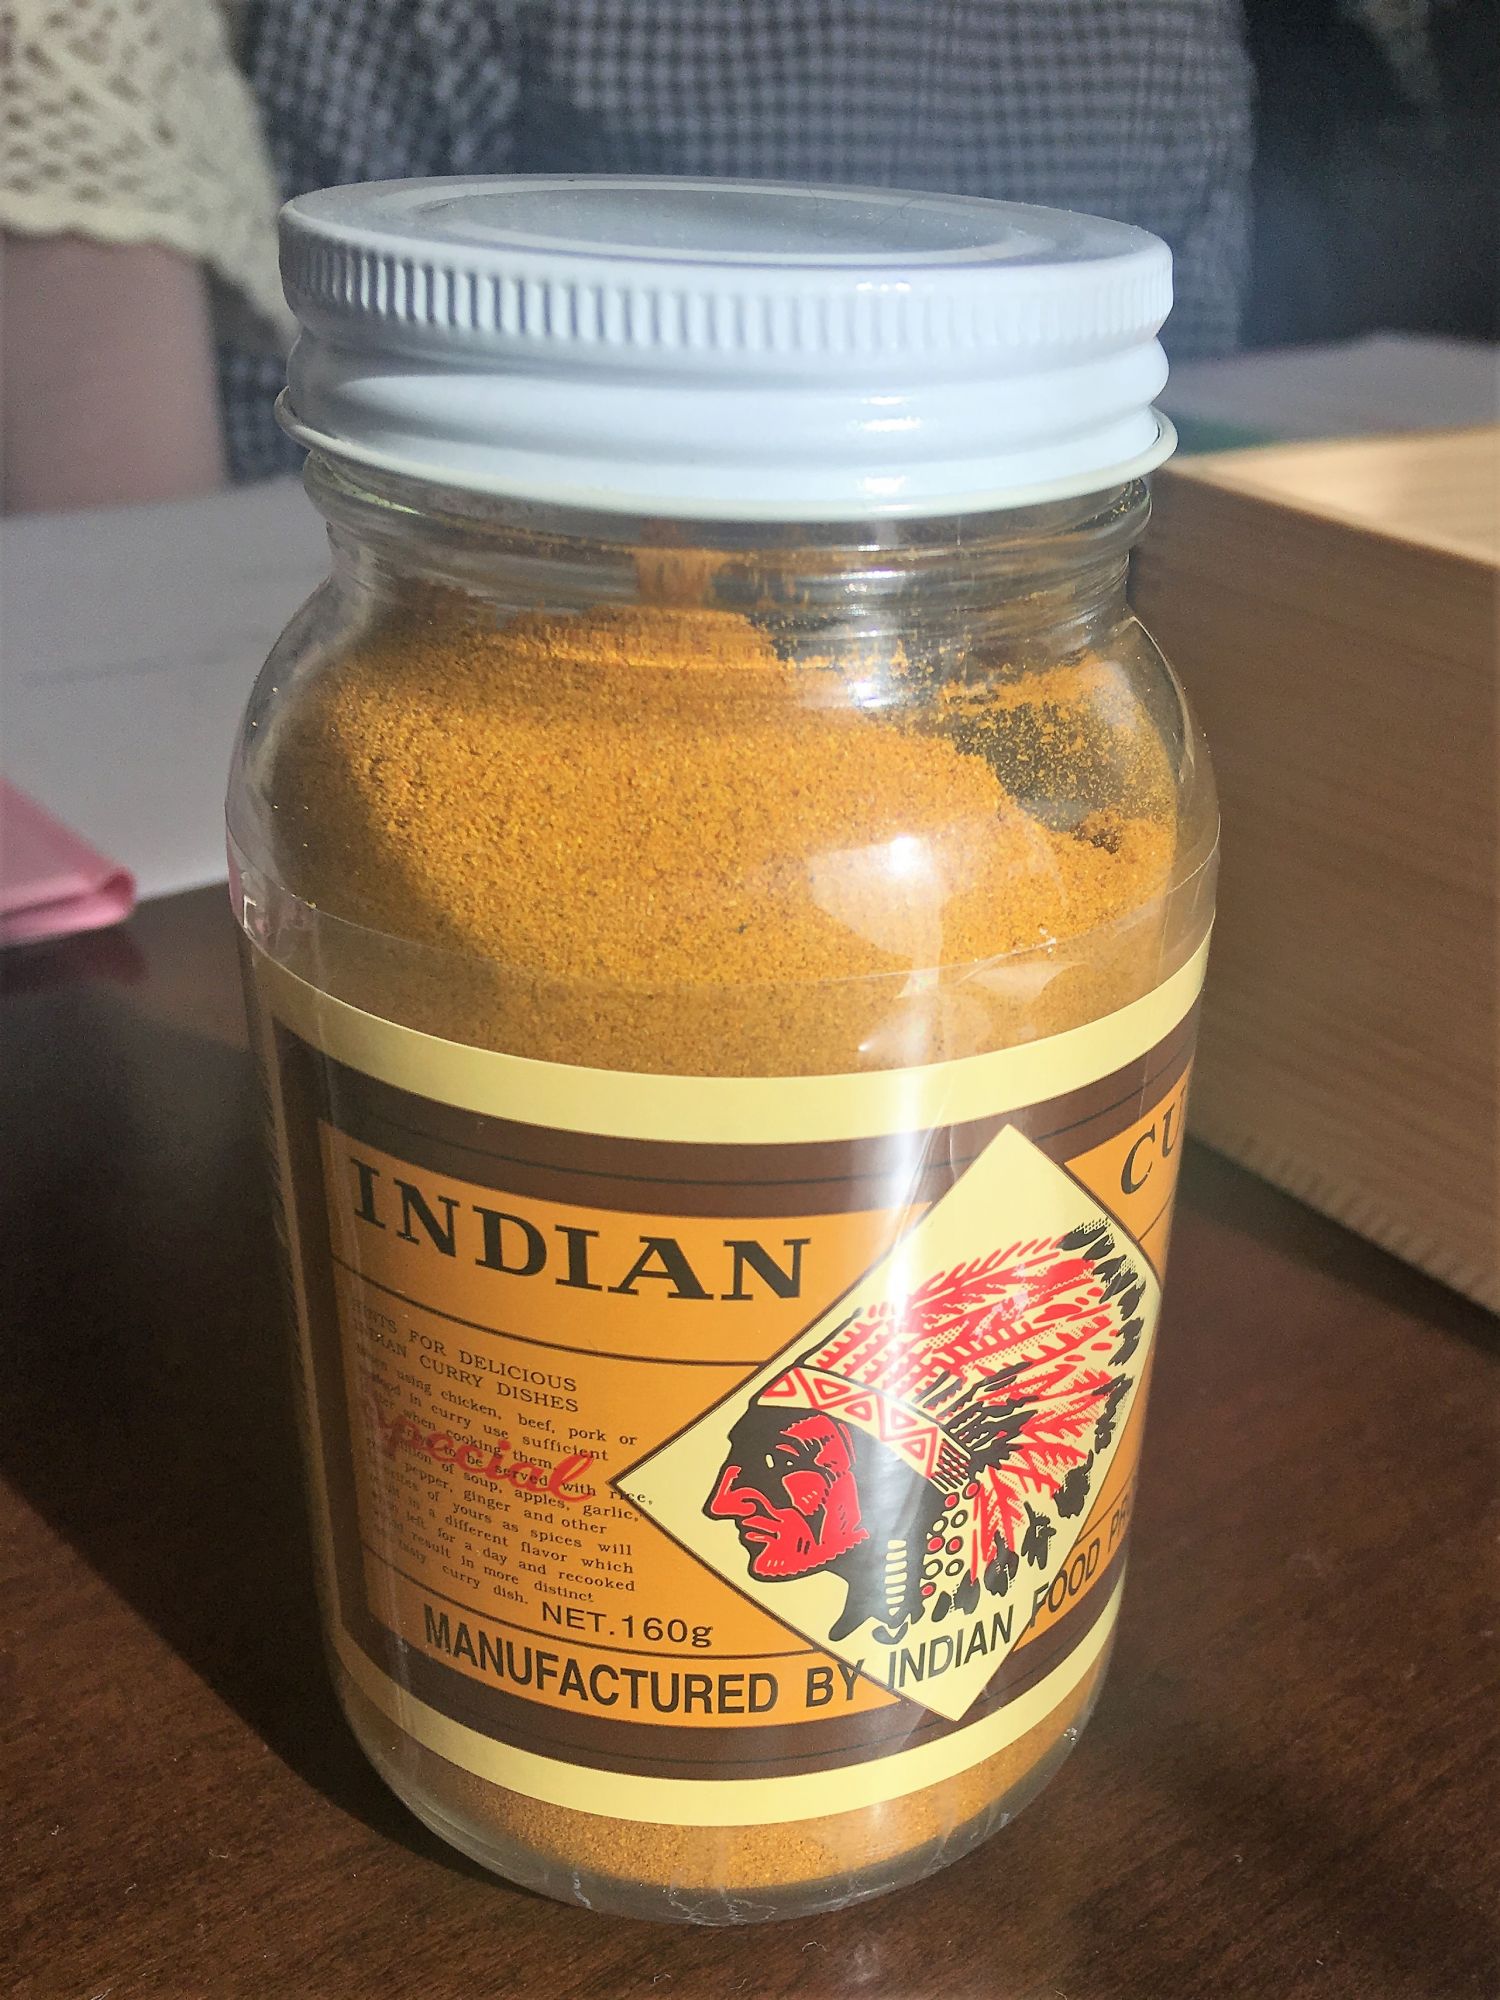 INDIAN
CU
FOR DELICIOUS
INDIAN CURRY DISHES
using chicken, beef, pork or
in curry use sufficient
when cooking them.
to be served with rice,
of soup, apples, garlic,
pepper, ginger and other
of yours as spices will
in a different flavor which
left for a day and recooked
result in more distinct
tasty curry dish.
Special
NET.160g
MANUFACTURED BY INDIAN FOOD